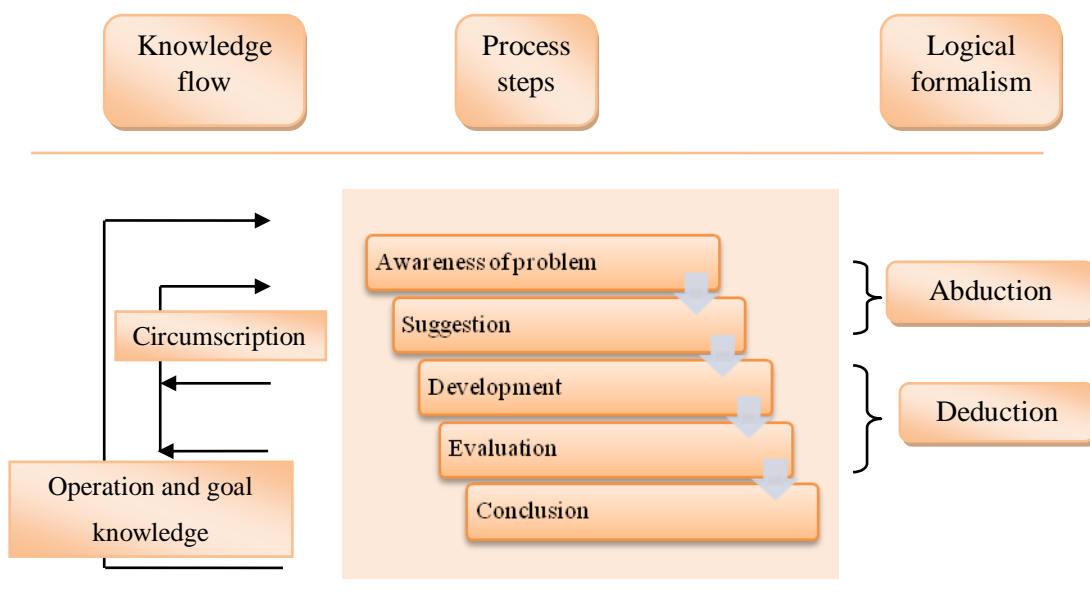 Knowledge
flow
Process
steps
Logical
formalism
Awareness of problem
Suggestion
Development
Evaluation
Conclusion
Circumscription
Operation and goal
knowledge
Abduction
Deduction